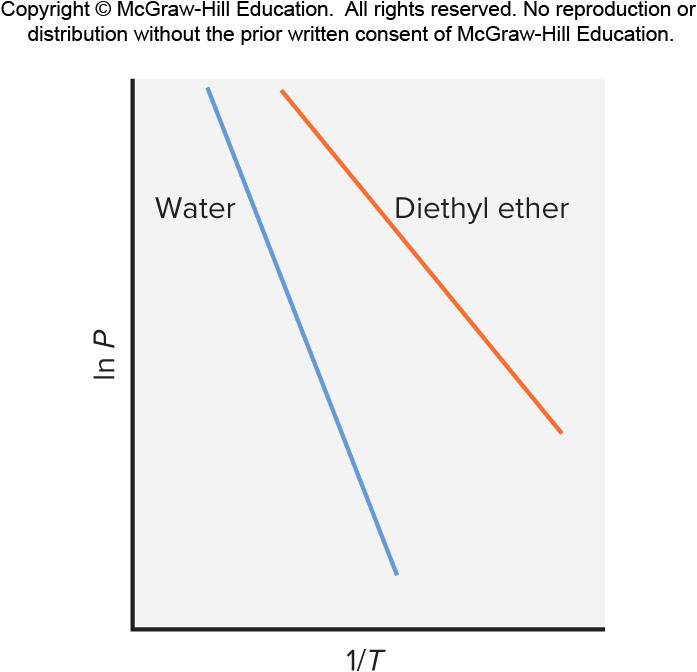 Copyright © McGraw-Hill Education.  All rights reserved. No reproduction or
distribution without the prior written consent of McGraw-Hill Education.
Water
Diethyl ether
ln P
1/T